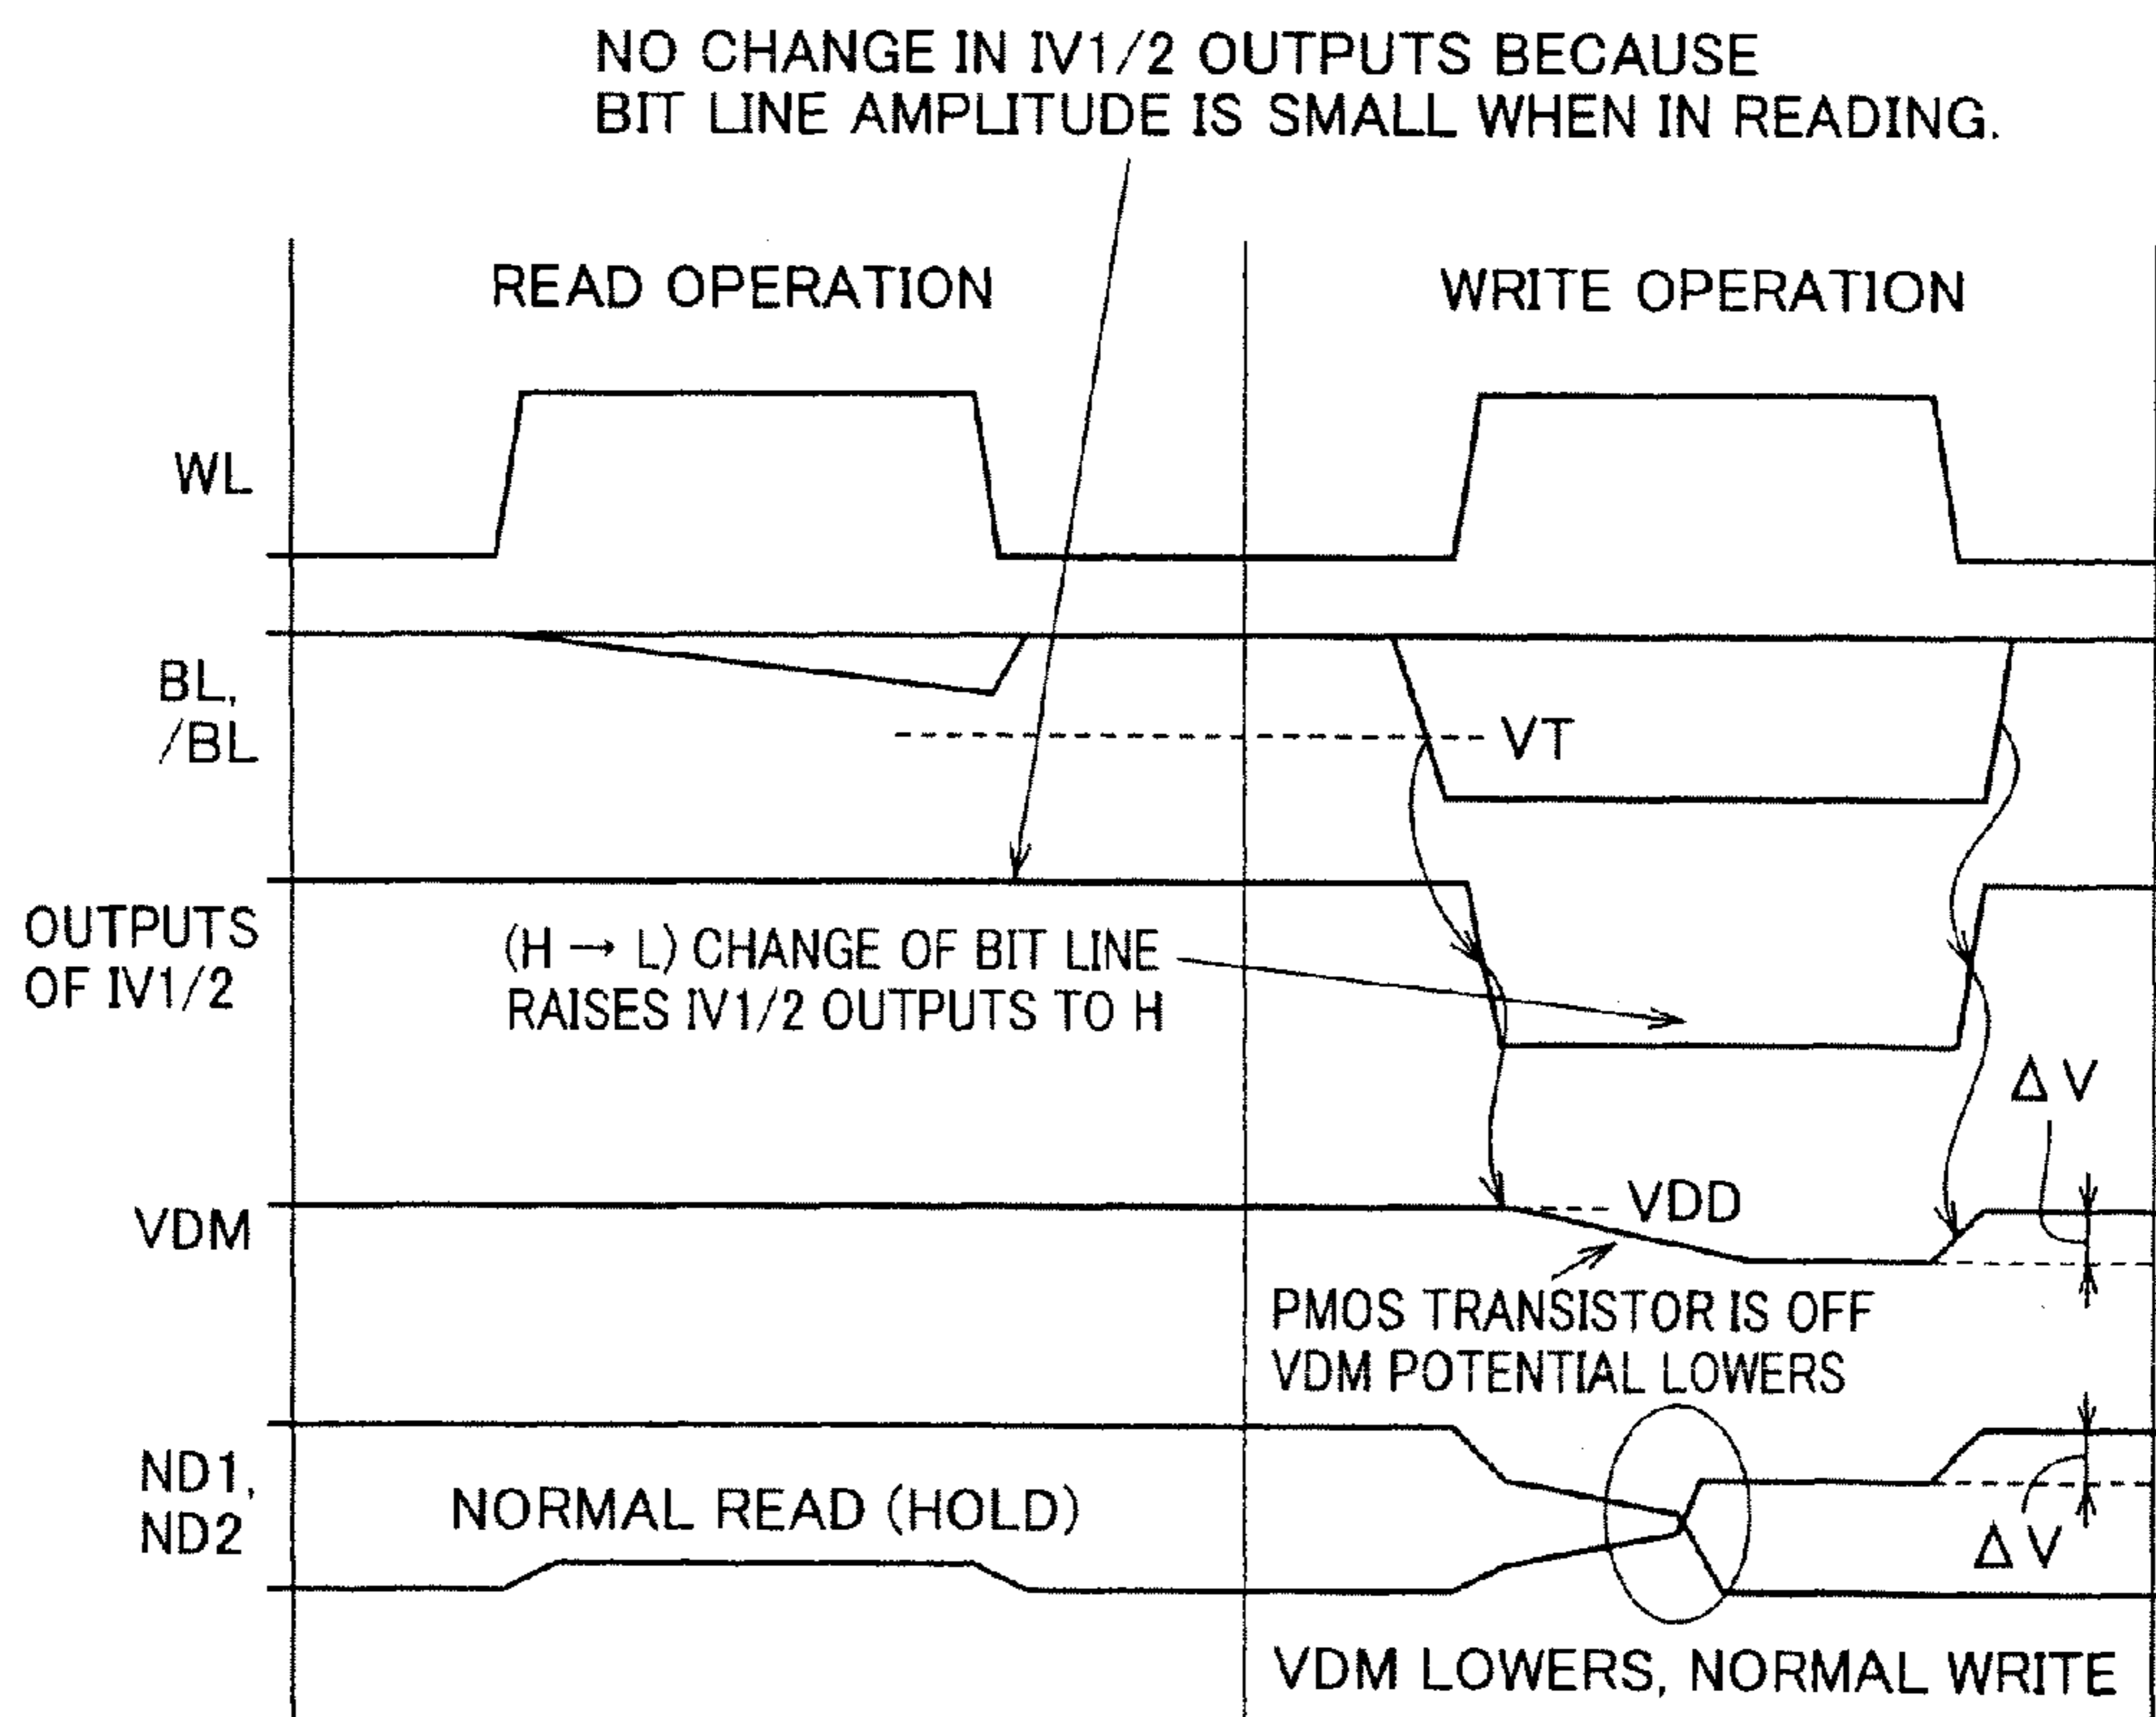 NO CHANGE IN IV1/2 OUTPUTS BECAUSE
BIT LINE AMPLITUDE IS SMALL WHEN IN READING.
READ OPERATION
WRITE OPERATION
WL
BL,
/BL
VT
OUTPUTS
OF IV1/2
(H → L) CHANGE OF BIT LINE
RAISES IV1/2 OUTPUTS TO H
ΔV
VDM
VDD
PMOS TRANSISTOR IS OFF
VDM POTENTIAL LOWERS
ND1,
ND2
NORMAL READ (HOLD)
ΔV
VDM LOWERS, NORMAL WRITE